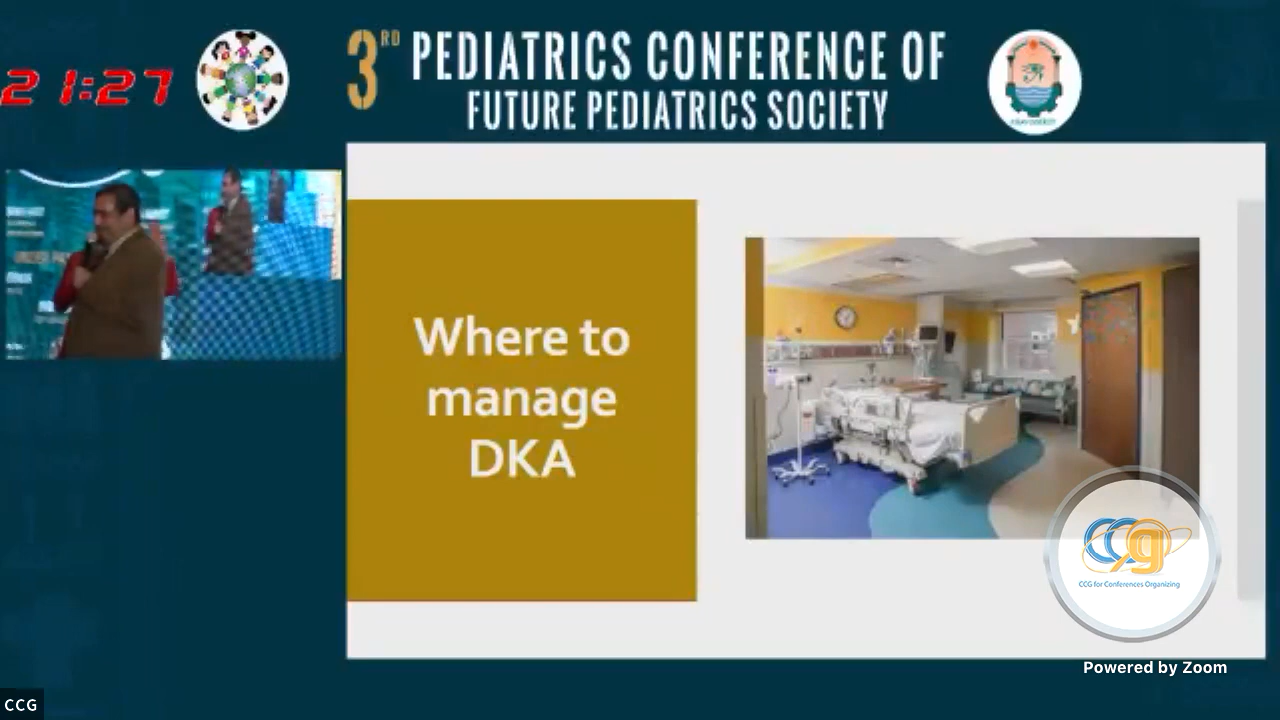 21:27
3RD PEDIATRICS CONFERENCE OF
FUTURE PEDIATRICS SOCIETY
Where to
manage
DKA
CCg
CCG for Conferences Organizing
Powered by Zoom
CCG